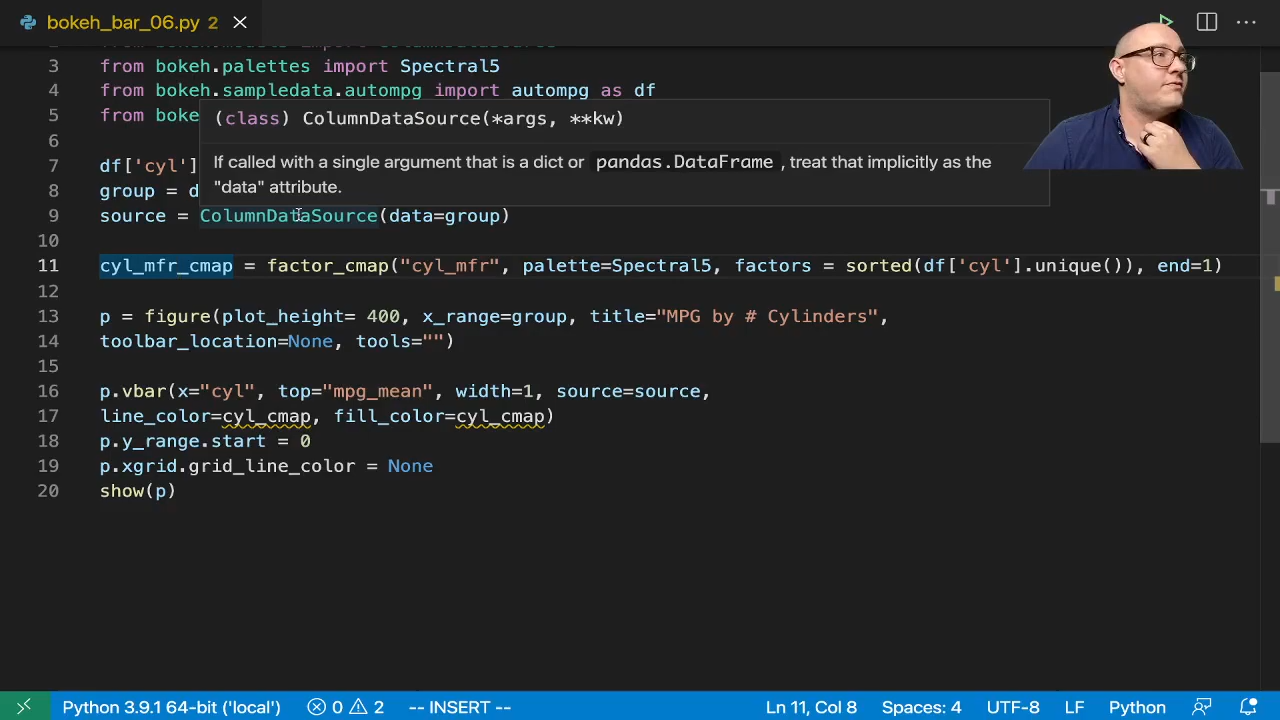 bokeh_bar_06.py 2
3 from bokeh.palettes import Spectral5
4 from bokeh.sampledata.autompg import autompg as df
5 from boke
(class) ColumnDataSource(*args, **kw)
6
If called with a single argument that is a dict or pandas.DataFrame , treat that implicitly as the
"data" attribute.
7 df['cyl']
8 group = d
9 source = ColumnDataSource(data=group)
10
11 cyl_mfr_cmap = factor_cmap("cyl_mfr", palette=Spectral5, factors = sorted(df['cyl'].unique()), end=1)
12
13 p = figure(plot_height= 400, x_range=group, title="MPG by # Cylinders",
14 toolbar_location=None, tools="")
15
16 p.vbar(x="cyl", top="mpg_mean", width=1, source=source,
17 line_color=cyl_cmap, fill_color=cyl_cmap)
18 p.y_range.start = 0
19 p.xgrid.grid_line_color = None
20 show(p)
Python 3.9.1 64-bit ('local') 0 2 -- INSERT -- Ln 11, Col 8 Spaces: 4 UTF-8 LF Python